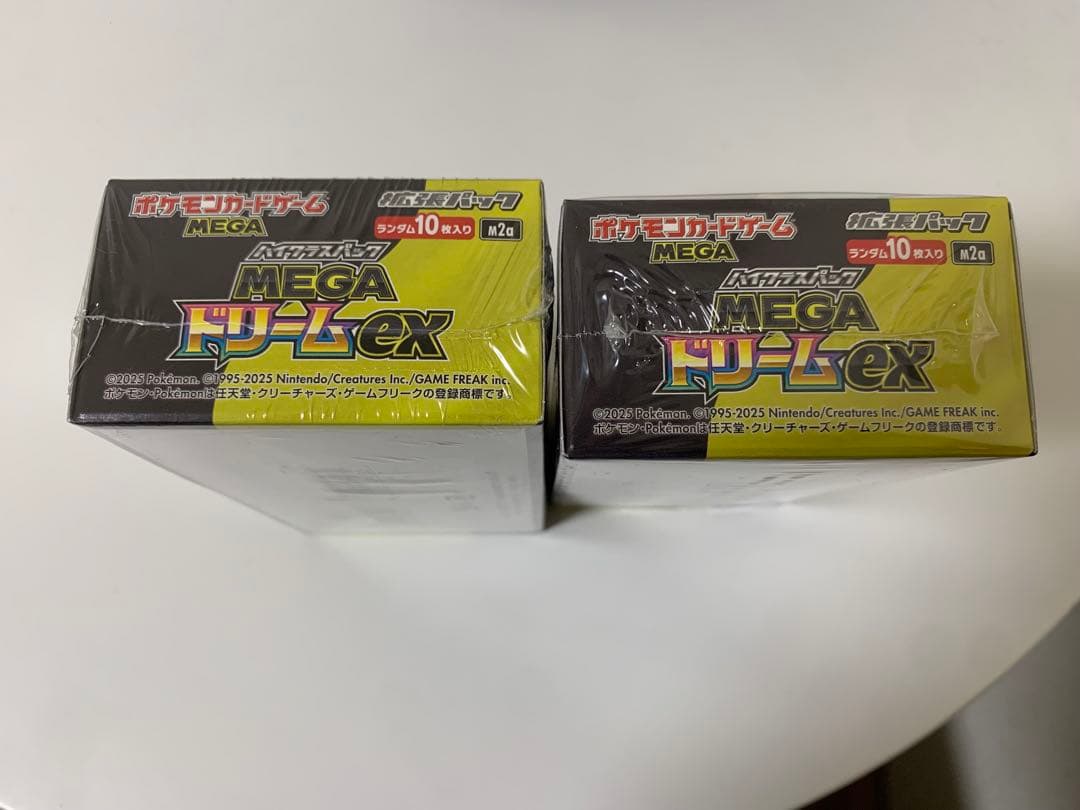 ポケモンカードゲーム
MEGA
拡張パック
ランダム10枚入り M2a
ハイクラスパック
MEGA
ドリームex
©2025 Pokémon. ©1995-2025 Nintendo/Creatures Inc./GAME FREAK inc.
ポケモン・Pokémonは任天堂・クリーチャーズ・ゲームフリークの登録商標です。
ポケモンカードゲーム
MEGA
拡張パック
ランダム10枚入り M2a
ハイクラスパック
MEGA
ドリームex
©2025 Pokémon. ©1995-2025 Nintendo/Creatures Inc./GAME FREAK inc.
ポケモン・Pokémonは任天堂・クリーチャーズ・ゲームフリークの登録商標です。